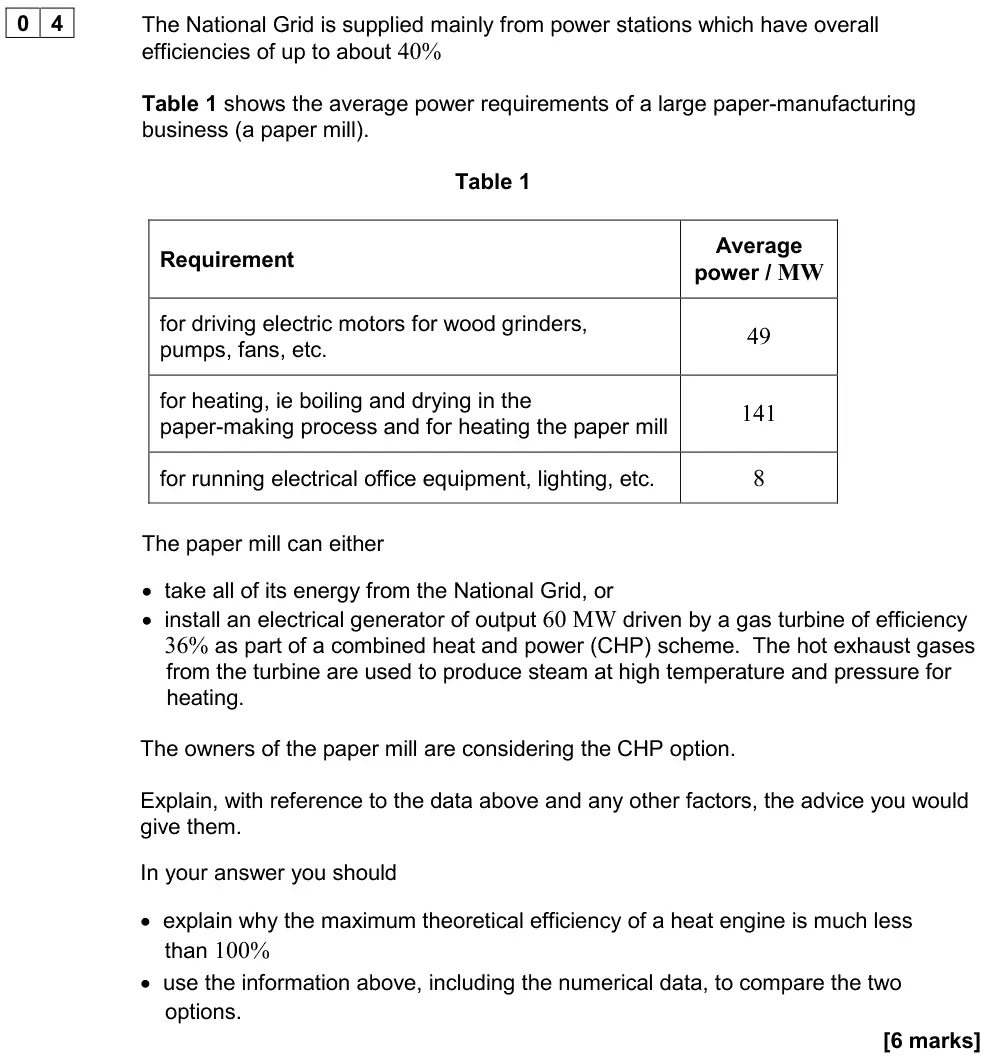 0 4
The National Grid is supplied mainly from power stations which have overall
efficiencies of up to about 40%
Table 1 shows the average power requirements of a large paper-manufacturing
business (a paper mill).
Table 1
Requirement
Average
power / MW
for driving electric motors for wood grinders,
pumps, fans, etc.
49
for heating, ie boiling and drying in the
paper-making process and for heating the paper mill
141
for running electrical office equipment, lighting, etc.
8
The paper mill can either
• take all of its energy from the National Grid, or
• install an electrical generator of output 60 MW driven by a gas turbine of efficiency
36% as part of a combined heat and power (CHP) scheme. The hot exhaust gases
from the turbine are used to produce steam at high temperature and pressure for
heating.
The owners of the paper mill are considering the CHP option.
Explain, with reference to the data above and any other factors, the advice you would
give them.
In your answer you should
• explain why the maximum theoretical efficiency of a heat engine is much less
than 100%
• use the information above, including the numerical data, to compare the two
options.
[6 marks]